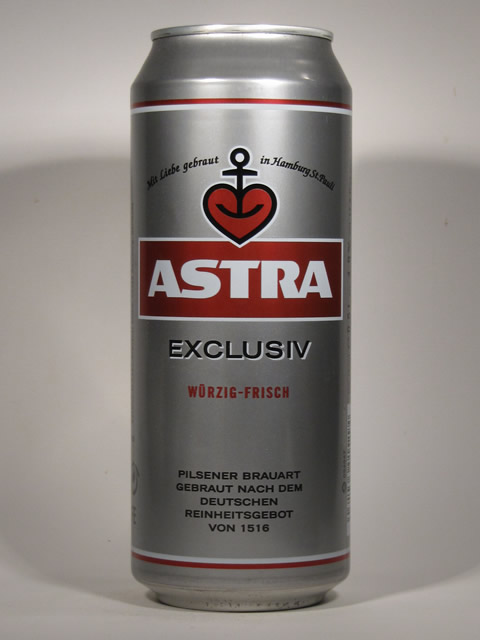 Mit Liebe gebraut in Hamburg St. Pauli
ASTRA
EXCLUSIV
WÜRZIG-FRISCH
PILSENER BRAUART
GEBRAUT NACH DEM
DEUTSCHEN
REINHEITSGEBOT
VON 1516